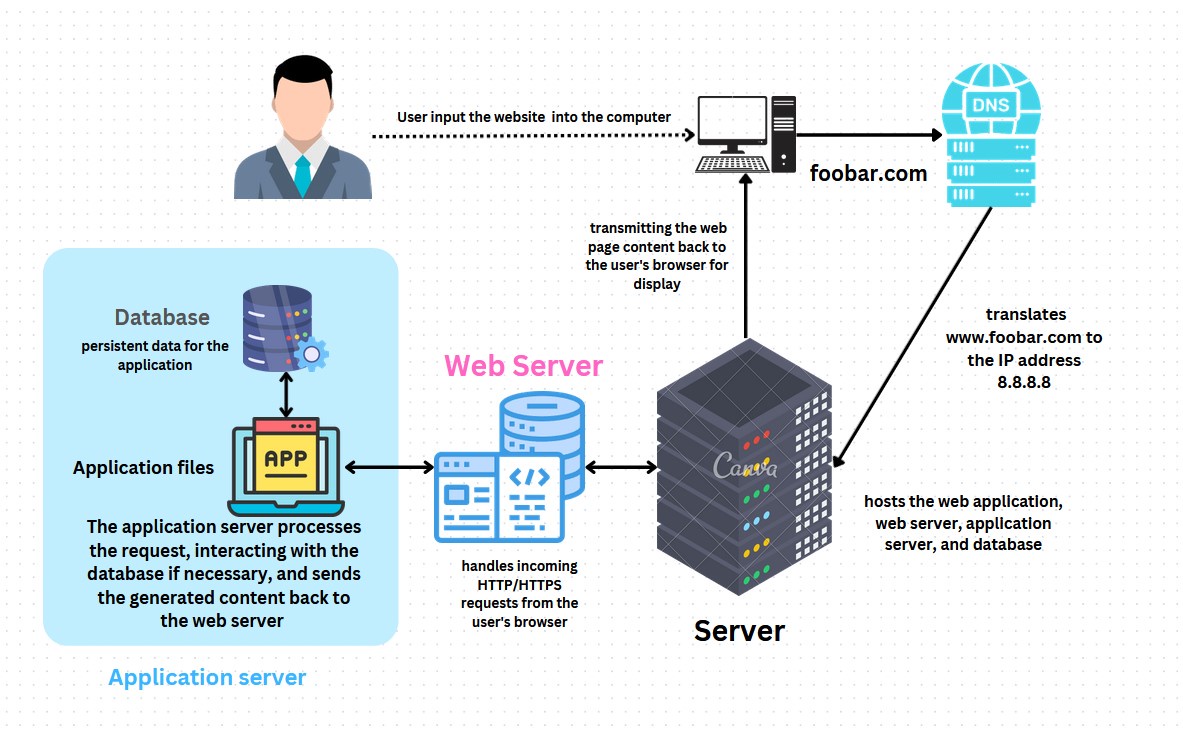 User input the website into the computer
DNS
foobar.com
transmitting the web
page content back to
the user's browser for
display
translates
www.foobar.com to
the IP address
8.8.8.8
Database
persistent data for the
application
Web Server
APP
Application files
Canva
The application server processes
the request, interacting with the
database if necessary, and sends
the generated content back to
the web server
handles incoming
HTTP/HTTPS
requests from the
user's browser
hosts the web application,
web server, application
server, and database
Server
Application server